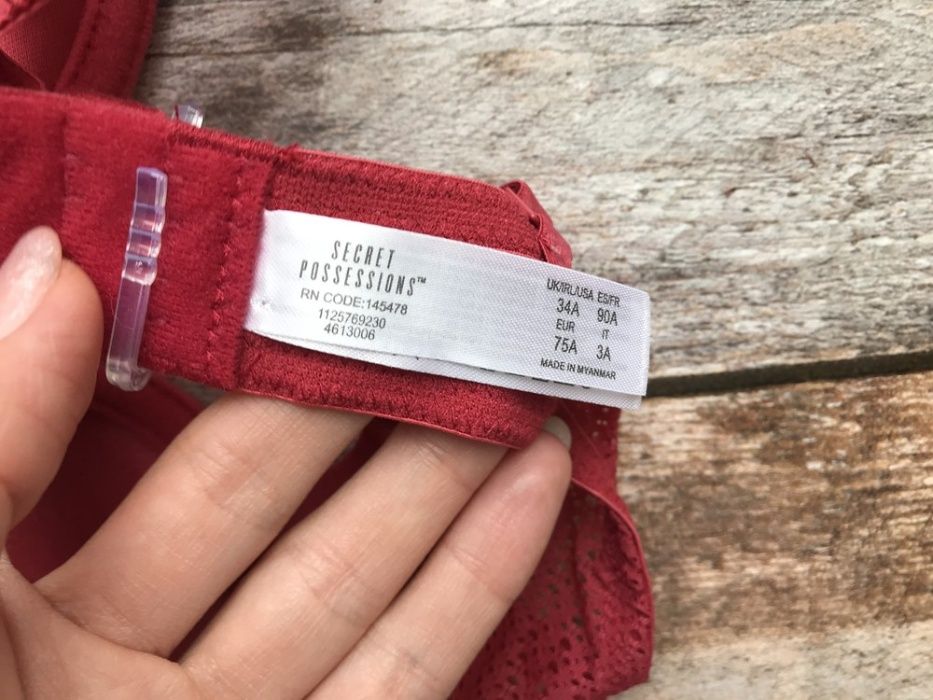 SECRET
POSSESSIONS™
RN CODE:145478
1125769230
4613006
UK/IRL/USA ES/FR
34A 90A
EUR IT
75A 3A
MADE IN MYANMAR